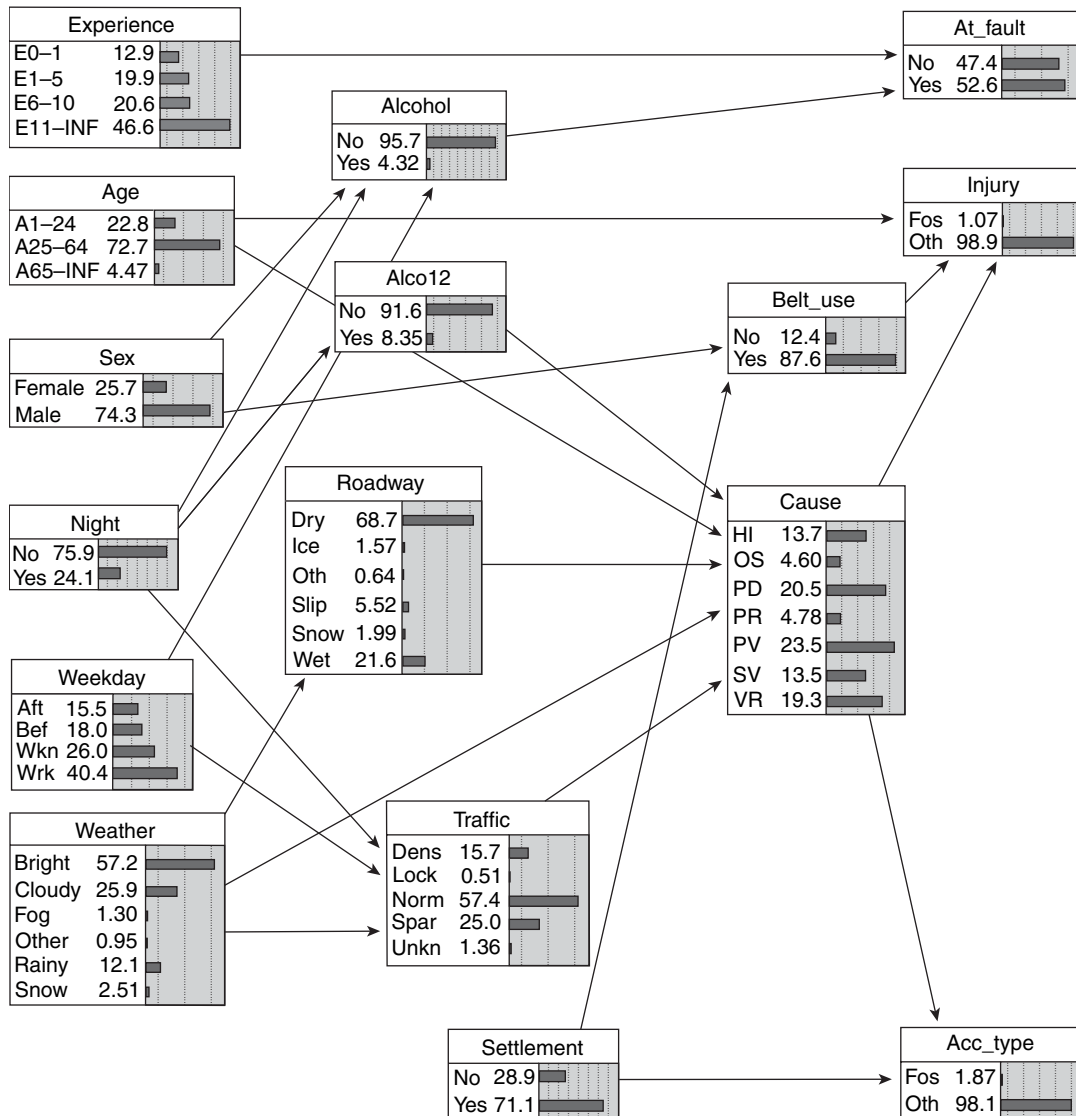 Experience
E0–1 12.9
E1–5 19.9
E6–10 20.6
E11–INF 46.6
Age
A1–24 22.8
A25–64 72.7
A65–INF 4.47
Sex
Female 25.7
Male 74.3
Night
No 75.9
Yes 24.1
Weekday
Aft 15.5
Bef 18.0
Wkn 26.0
Wrk 40.4
Weather
Bright 57.2
Cloudy 25.9
Fog 1.30
Other 0.95
Rainy 12.1
Snow 2.51
Alcohol
No 95.7
Yes 4.32
Alco12
No 91.6
Yes 8.35
Roadway
Dry 68.7
Ice 1.57
Oth 0.64
Slip 5.52
Snow 1.99
Wet 21.6
Traffic
Dens 15.7
Lock 0.51
Norm 57.4
Spar 25.0
Unkn 1.36
Settlement
No 28.9
Yes 71.1
At_fault
No 47.4
Yes 52.6
Injury
Fos 1.07
Oth 98.9
Belt_use
No 12.4
Yes 87.6
Cause
HI 13.7
OS 4.60
PD 20.5
PR 4.78
PV 23.5
SV 13.5
VR 19.3
Acc_type
Fos 1.87
Oth 98.1